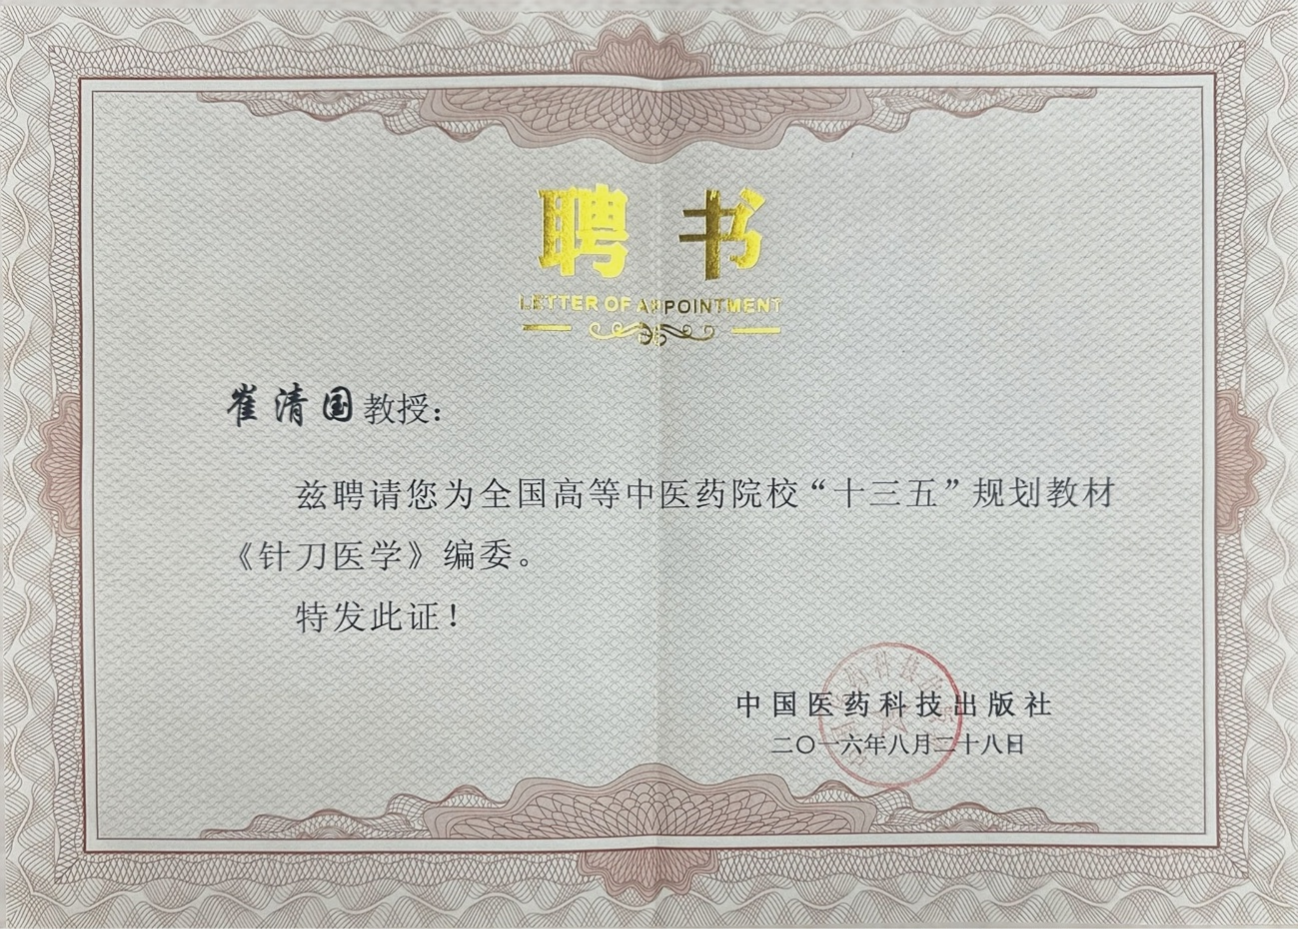 聘书
LETTER OF APPOINTMENT
崔清国教授：
兹聘请您为全国高等中医药院校“十三五”规划教材
《针刀医学》编委。
特发此证！
中国医药科技出版社
二〇一六年八月二十八日